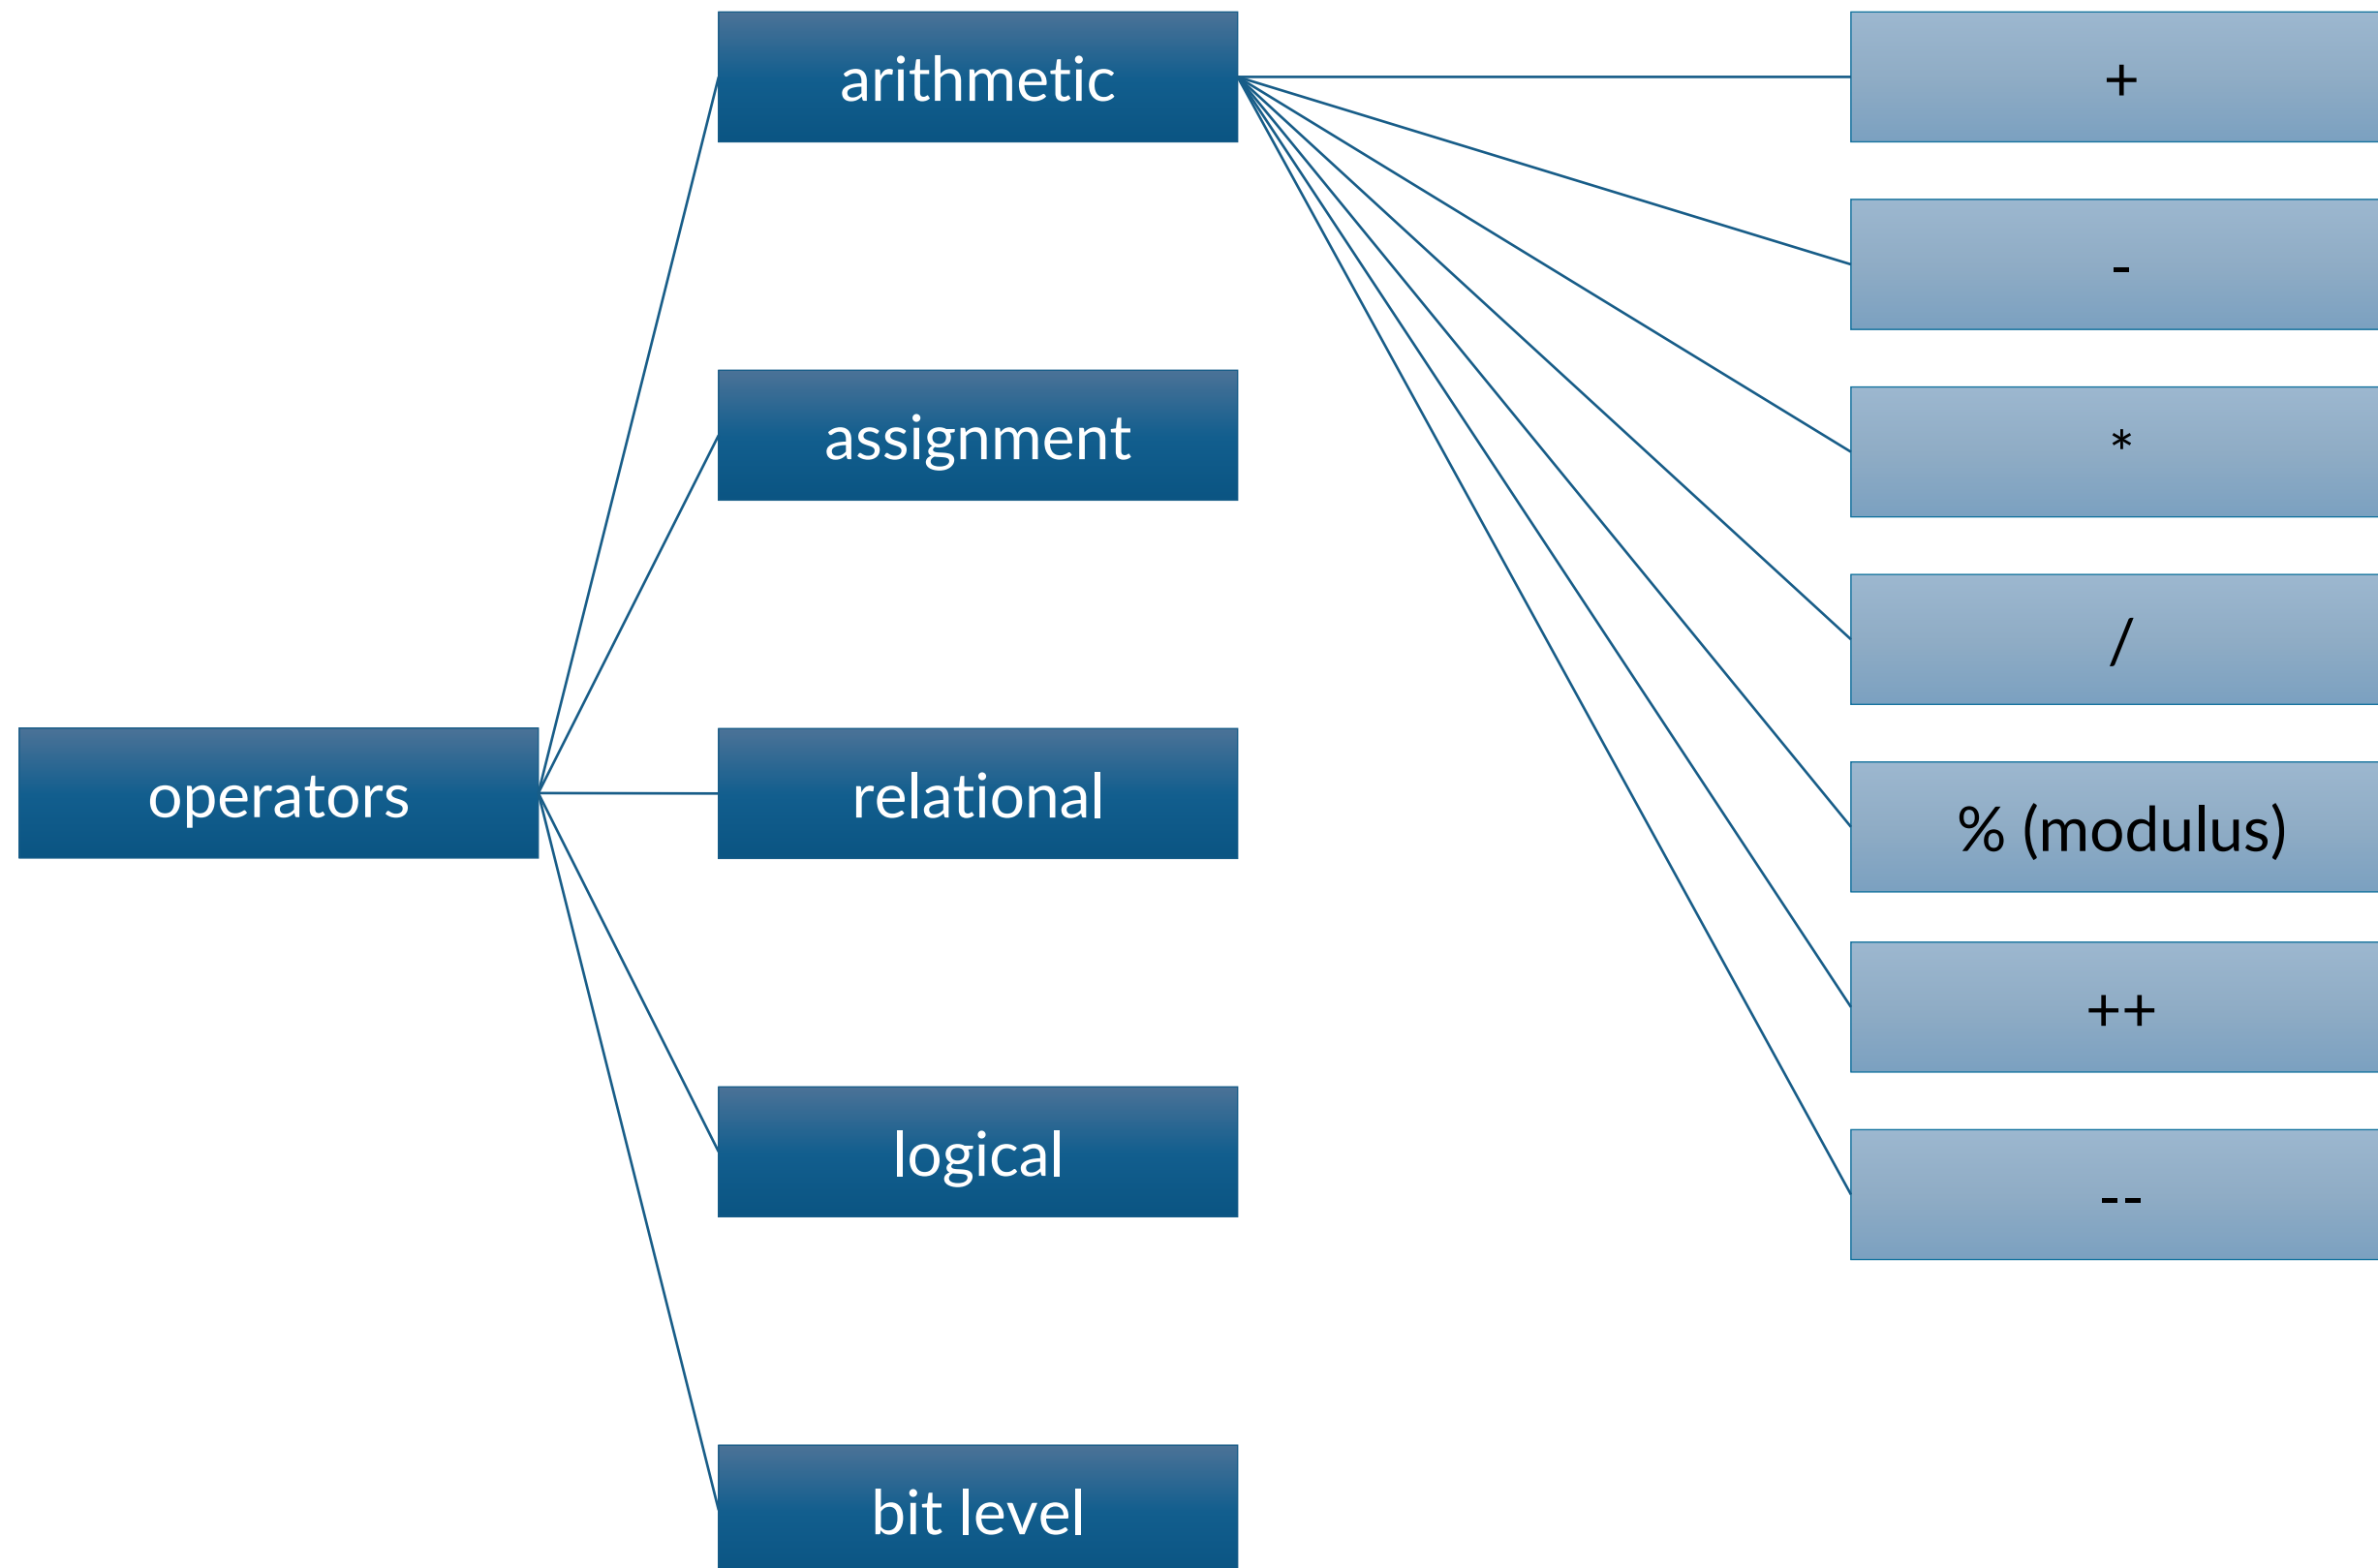 operators
arithmetic
assignment
relational
logical
bit level
+
-
*
/
% (modulus)
++
--